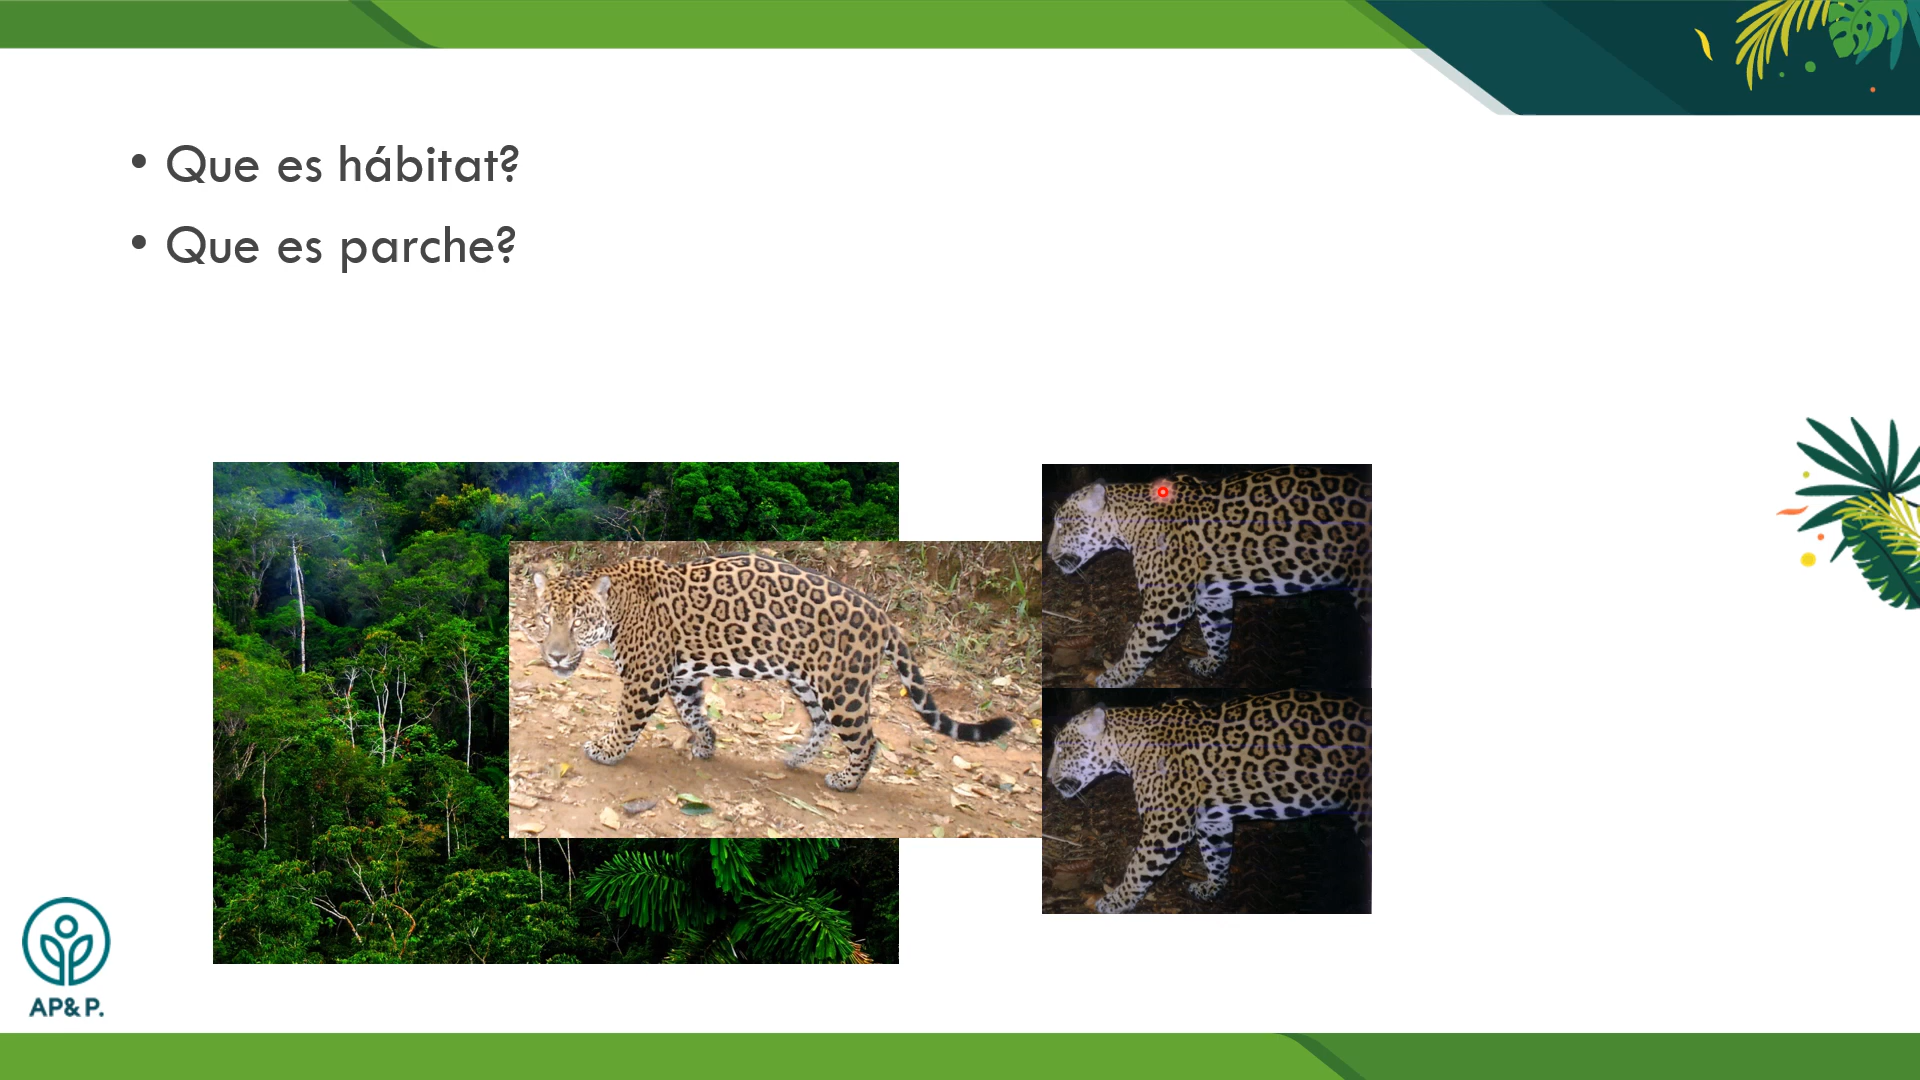 • Que es hábitat?
• Que es parche?
AP&P.